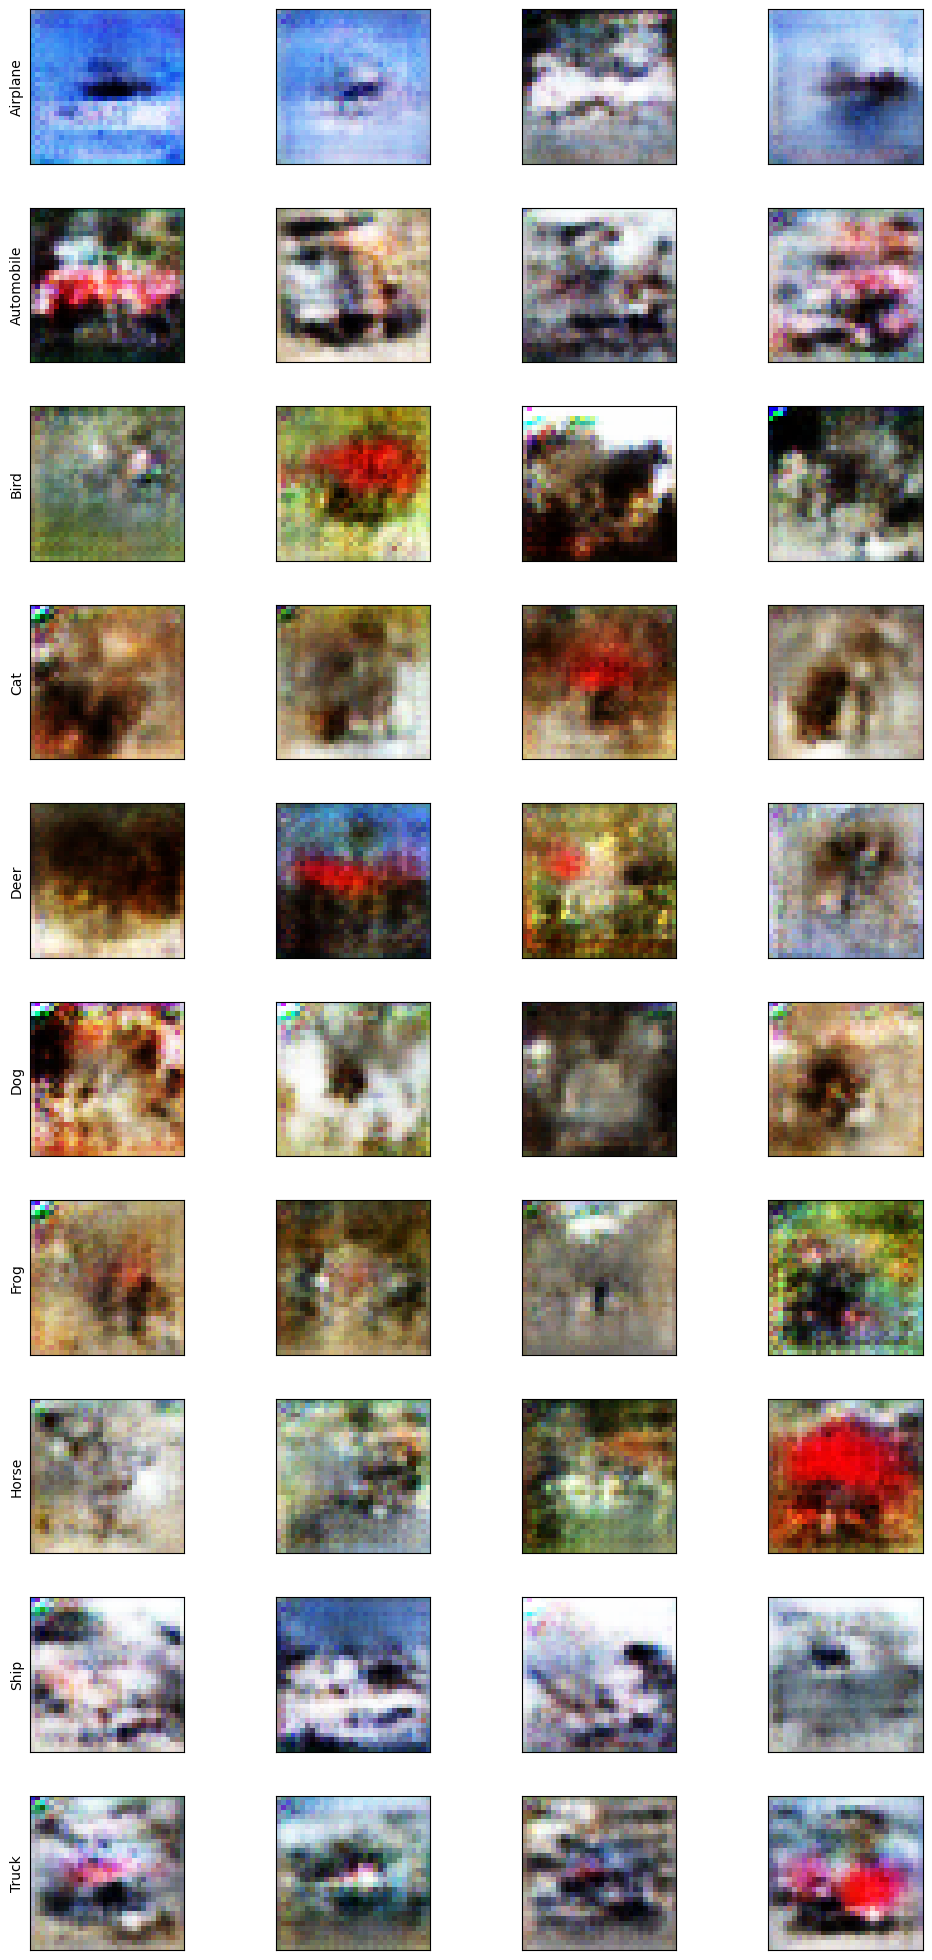 Airplane
Automobile
Bird
Cat
Deer
Dog
Frog
Horse
Ship
Truck